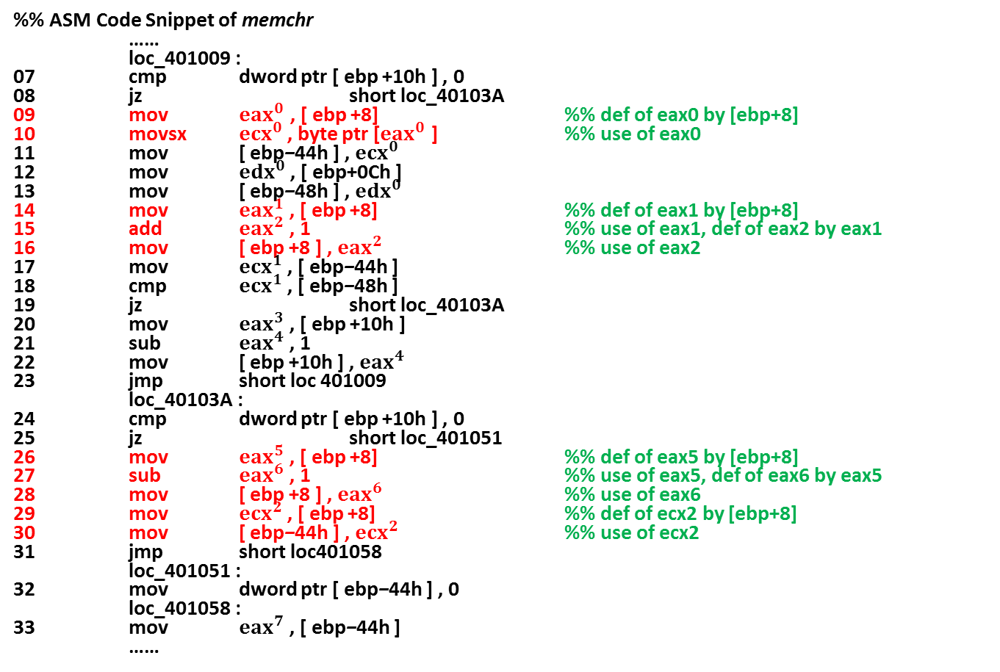 %% ASM Code Snippet of memchr
……
loc_401009 :
07 cmp dword ptr [ ebp +10h ] , 0
08 jz short loc_40103A
09 mov eax⁰ , [ ebp +8] %% def of eax0 by [ebp+8]
10 movsx ecx⁰ , byte ptr [eax⁰ ] %% use of eax0
11 mov [ ebp−44h ] , ecx⁰
12 mov edx⁰ , [ ebp+0Ch ]
13 mov [ ebp−48h ] , edx⁰
14 mov eax¹ , [ ebp +8] %% def of eax1 by [ebp+8]
15 add eax² , 1 %% use of eax1, def of eax2 by eax1
16 mov [ ebp +8 ] , eax² %% use of eax2
17 mov ecx¹ , [ ebp−44h ]
18 cmp ecx¹ , [ ebp−48h ]
19 jz short loc_40103A
20 mov eax³ , [ ebp +10h ]
21 sub eax⁴ , 1
22 mov [ ebp +10h ] , eax⁴
23 jmp short loc 401009
loc_40103A :
24 cmp dword ptr [ ebp +10h ] , 0
25 jz short loc_401051
26 mov eax⁵ , [ ebp +8] %% def of eax5 by [ebp+8]
27 sub eax⁶ , 1 %% use of eax5, def of eax6 by eax5
28 mov [ ebp +8 ] , eax⁶ %% use of eax6
29 mov ecx² , [ ebp +8] %% def of ecx2 by [ebp+8]
30 mov [ ebp−44h ] , ecx² %% use of ecx2
31 jmp short loc401058
loc_401051 :
32 mov dword ptr [ ebp−44h ] , 0
loc_401058 :
33 mov eax⁷ , [ ebp−44h ]
……